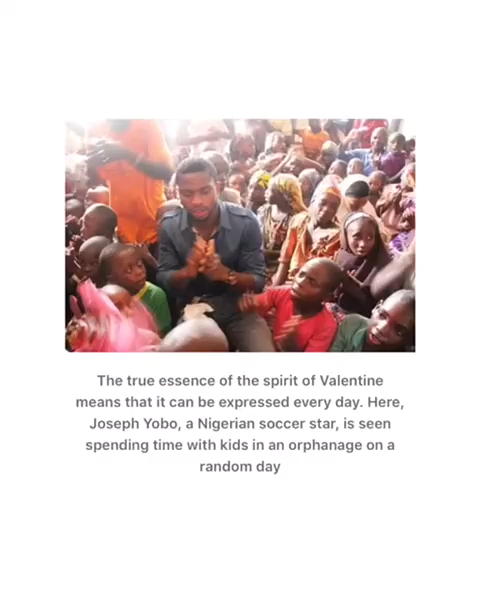 The true essence of the spirit of Valentine
means that it can be expressed every day. Here,
Joseph Yobo, a Nigerian soccer star, is seen
spending time with kids in an orphanage on a
random day